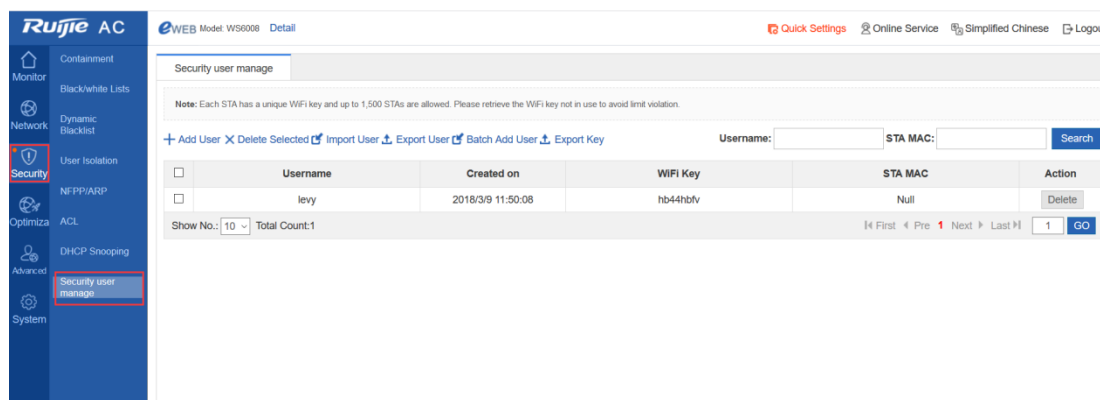 Ruijie AC
eWEB Model: WS6008 Detail
Quick Settings Online Service Simplified Chinese Logou
Monitor
Network
Security
Optimiza
Advanced
System
Containment
Black/white Lists
Dynamic
Blacklist
User Isolation
NFPP/ARP
ACL
DHCP Snooping
Security user
manage
Security user manage
Note: Each STA has a unique WiFi key and up to 1,500 STAs are allowed. Please retrieve the WiFi key not in use to avoid limit violation.
Add User Delete Selected Import User Export User Batch Add User Export Key Username: STA MAC: Search
Username Created on WiFi Key STA MAC Action
levy 2018/3/9 11:50:08 hb44hbfv Null Delete
Show No.: 10 Total Count:1 First Pre 1 Next Last 1 GO